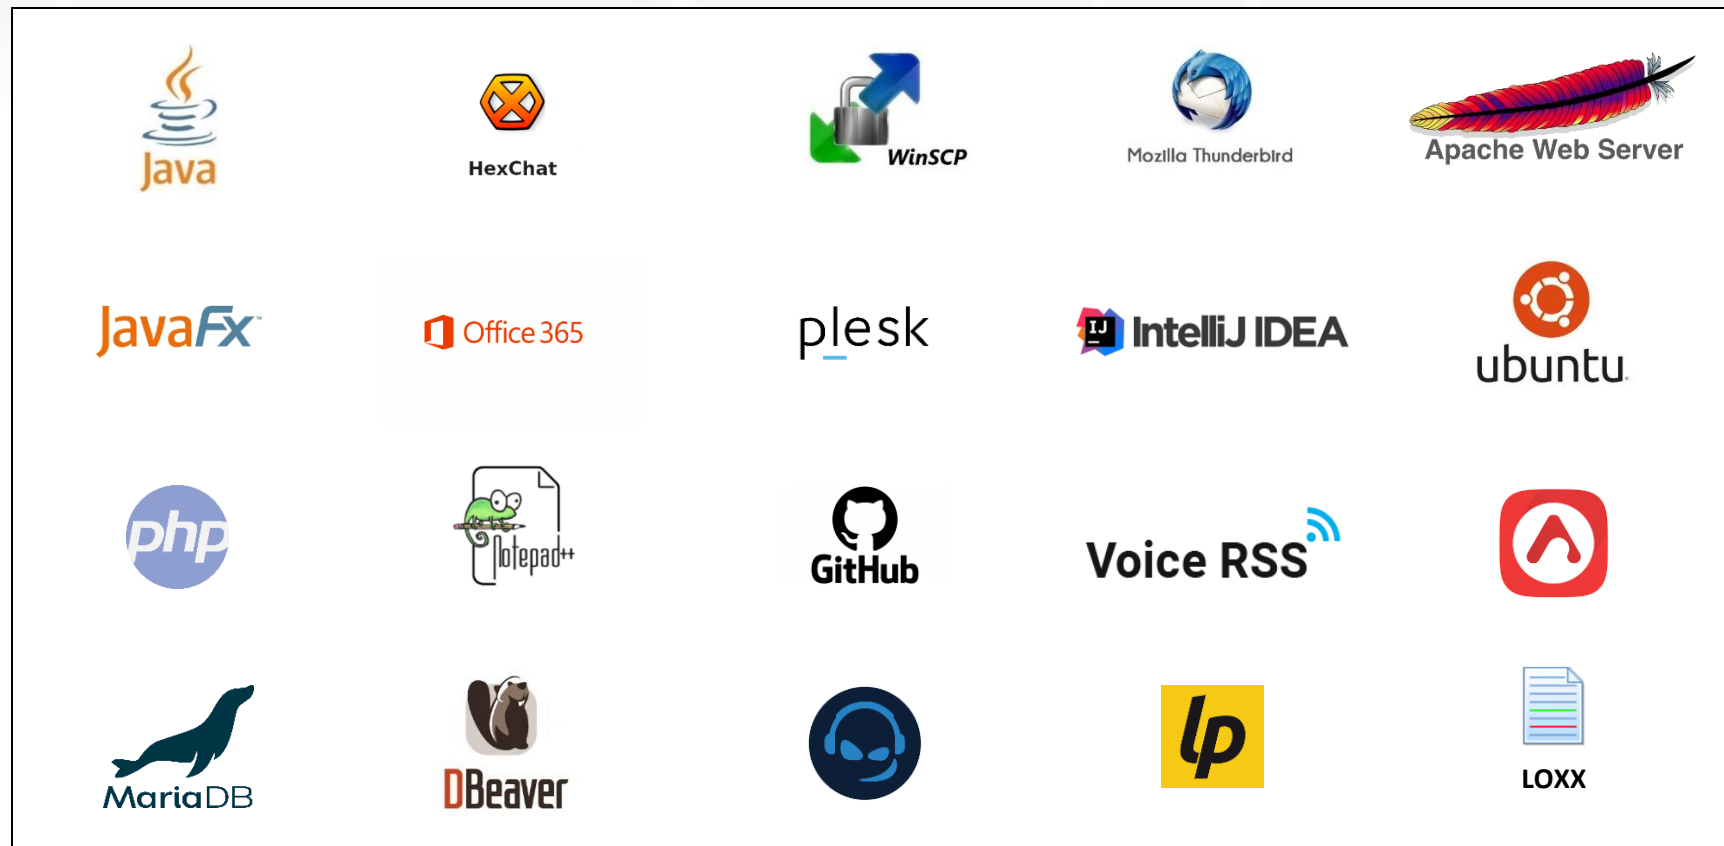 Java
HexChat
WinSCP
Mozilla Thunderbird
Apache Web Server
JavaFx™
Office 365
plesk
IJ IntelliJ IDEA
ubuntu
php
Notepad++
GitHub
Voice RSS
MariaDB
DBeaver
lp
LOXX